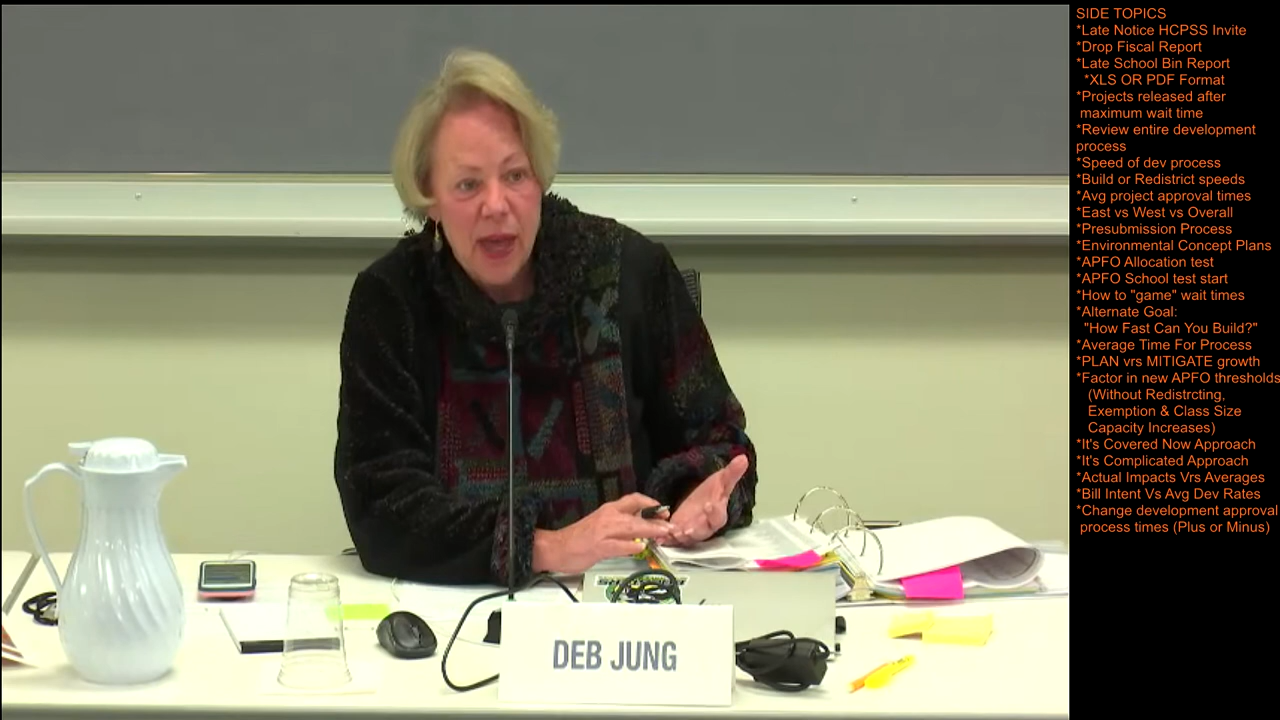 SIDE TOPICS
*Late Notice HCPSS Invite
*Drop Fiscal Report
*Late School Bin Report
*XLS OR PDF Format
*Projects released after
maximum wait time
*Review entire development
process
*Speed of dev process
*Build or Redistrict speeds
*Avg project approval times
*East vs West vs Overall
*Presubmission Process
*Environmental Concept Plans
*APFO Allocation test
*APFO School test start
*How to "game" wait times
*Alternate Goal:
"How Fast Can You Build?"
*Average Time For Process
*PLAN vrs MITIGATE growth
*Factor in new APFO thresholds
(Without Redistrcting,
Exemption & Class Size
Capacity Increases)
*It's Covered Now Approach
*It's Complicated Approach
*Actual Impacts Vrs Averages
*Bill Intent Vs Avg Dev Rates
*Change development approval
process times (Plus or Minus)
DEB JUNG